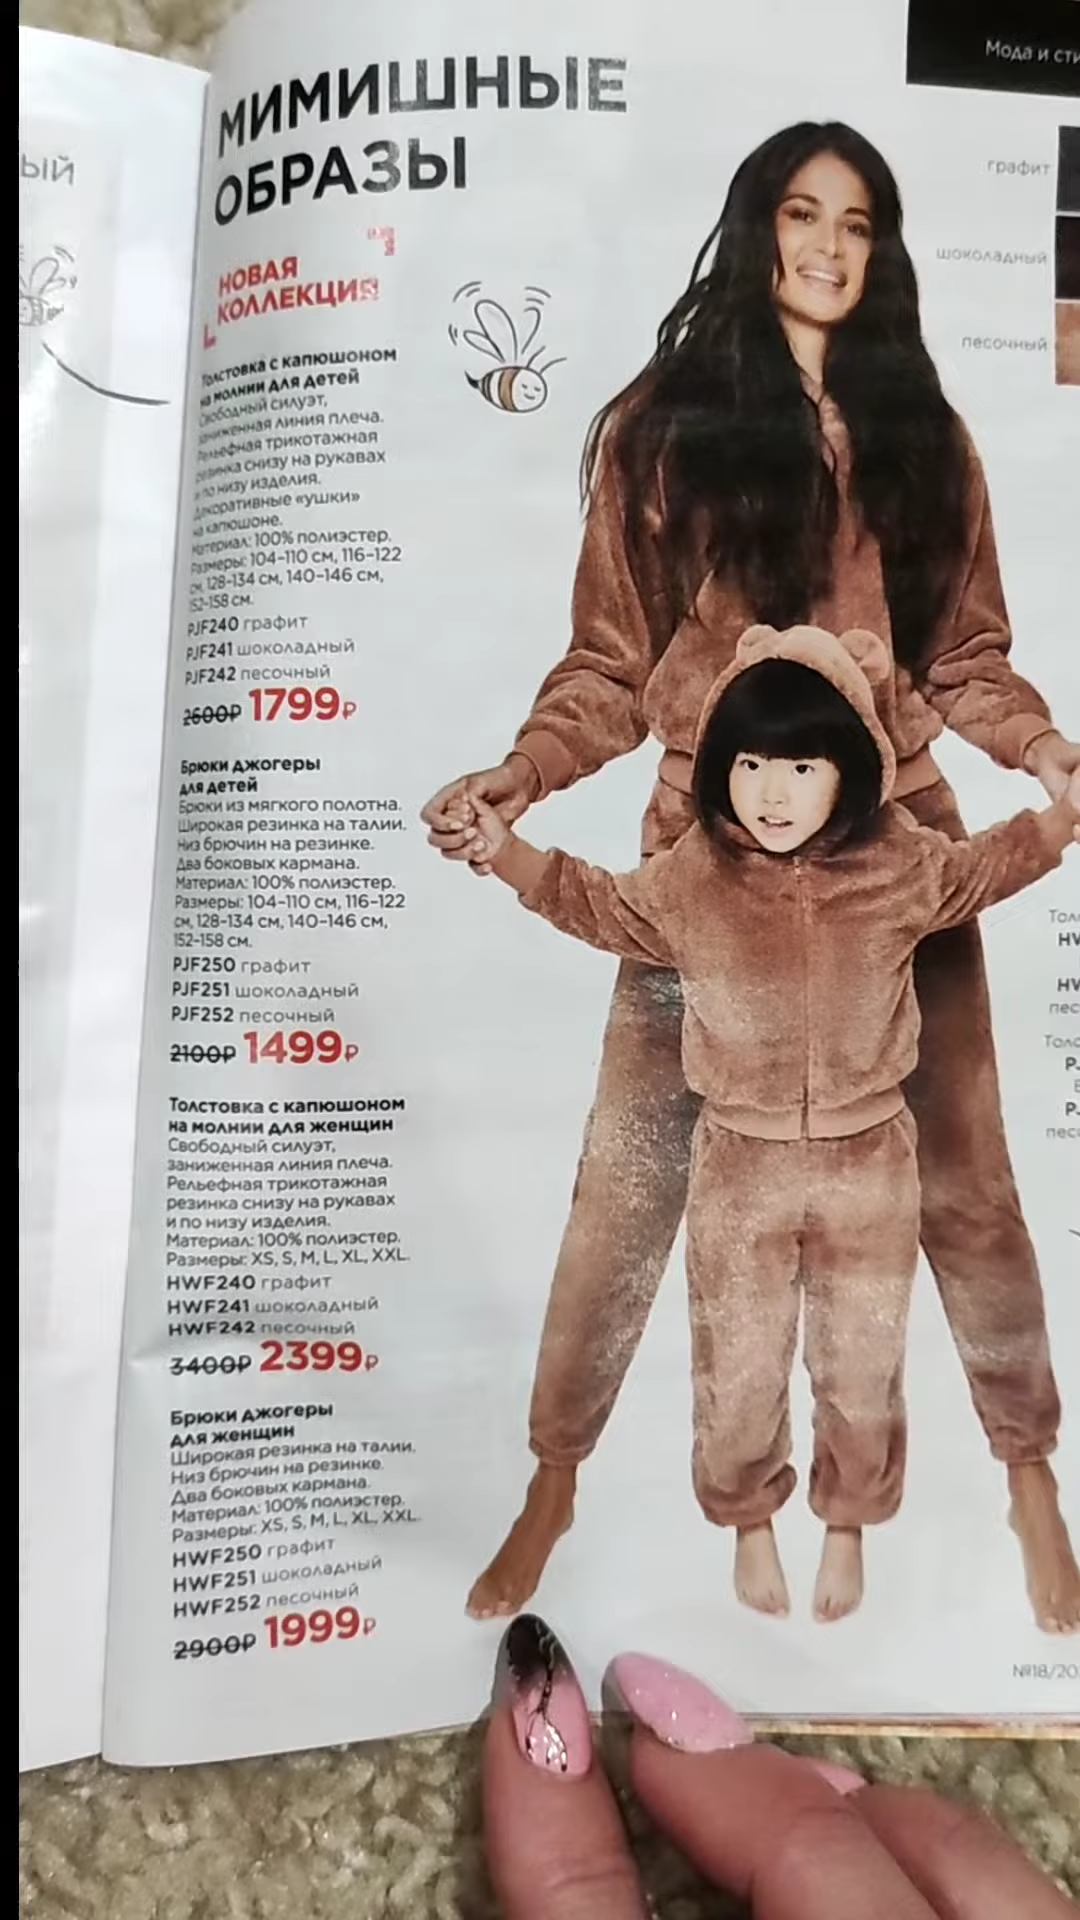 ЫЙ
МИМИШНЫЕ
ОБРАЗЫ
НОВАЯ
КОЛЛЕКЦИЯ
Толстовка с капюшоном
на молнии для детей
Свободный силуэт,
заниженная линия плеча.
Рельефная трикотажная
резинка снизу на рукавах
и по низу изделия.
Декоративные «ушки»
на капюшоне.
Материал: 100% полиэстер.
Размеры: 104-110 см, 116-122
см, 128-134 см, 140-146 см,
152-158 см.
PJF240 графит
PJF241 шоколадный
PJF242 песочный
2600₽ 1799₽
Брюки джогеры
для детей
Брюки из мягкого полотна.
Широкая резинка на талии.
Низ брючин на резинке.
Два боковых кармана.
Материал: 100% полиэстер.
Размеры: 104-110 см, 116-122
см, 128-134 см, 140-146 см,
152-158 см.
PJF250 графит
PJF251 шоколадный
PJF252 песочный
2100₽ 1499₽
Толстовка с капюшоном
на молнии для женщин
Свободный силуэт,
заниженная линия плеча.
Рельефная трикотажная
резинка снизу на рукавах
и по низу изделия.
Материал: 100% полиэстер.
Размеры: XS, S, M, L, XL, XXL.
HWF240 графит
HWF241 шоколадный
HWF242 песочный
3400₽ 2399₽
Брюки джогеры
для женщин
Широкая резинка на талии.
Низ брючин на резинке.
Два боковых кармана.
Материал: 100% полиэстер.
Размеры: XS, S, M, L, XL, XXL.
HWF250 графит
HWF251 шоколадный
HWF252 песочный
2900₽ 1999₽
Мода и сти
графит
шоколадный
песочный
Тол
HW
HW
пес
Толс
P
P
песо
№18/20